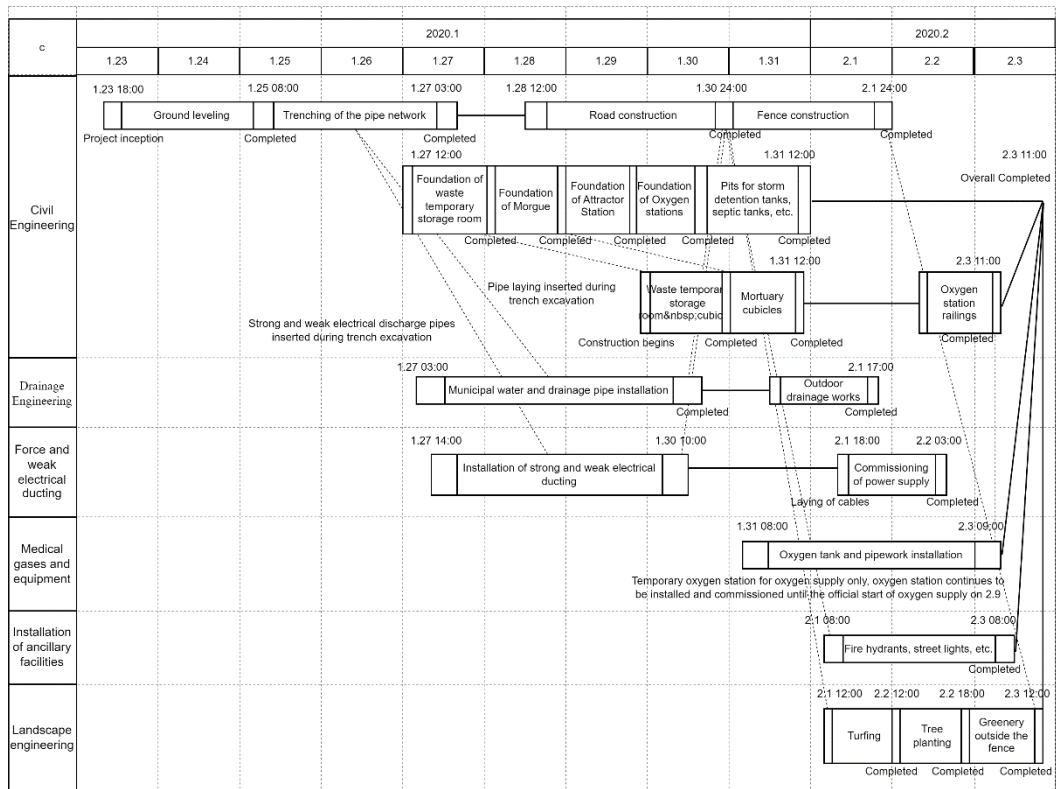 c
2020.1
2020.2
1.23
1.24
1.25
1.26
1.27
1.28
1.29
1.30
1.31
2.1
2.2
2.3
Civil
Engineering
1.23 18:00
1.25 08:00
1.27 03:00
1.28 12:00
1.30 24:00
2.1 24:00
Ground leveling
Trenching of the pipe network
Road construction
Fence construction
Project inception
Completed
Completed
Completed
Completed
1.27 12:00
1.31 12:00
2.3 11:00
Overall Completed
Foundation of
waste
temporary
storage room
Foundation
of Morgue
Foundation
of Attractor
Station
Foundation
of Oxygen
stations
Pits for storm
detention tanks,
septic tanks, etc.
Completed
Completed
Completed
Completed
Completed
1.31 12:00
2.3 11:00
Pipe laying inserted during
trench excavation
Strong and weak electrical discharge pipes
inserted during trench excavation
Waste temporar
storage
room&nbsp;cubic
Mortuary
cubicles
Oxygen
station
railings
Construction begins
Completed
Completed
Completed
Drainage
Engineering
1.27 03:00
2.1 17:00
Municipal water and drainage pipe installation
Outdoor
drainage works
Completed
Completed
Force and
weak
electrical
ducting
1.27 14:00
1.30 10:00
2.1 18:00
2.2 03:00
Installation of strong and weak electrical
ducting
Commissioning
of power supply
Laying of cables
Completed
Medical
gases and
equipment
1.31 08:00
2.3 09:00
Oxygen tank and pipework installation
Temporary oxygen station for oxygen supply only, oxygen station continues to
be installed and commissioned until the official start of oxygen supply on 2.9
Installation
of ancillary
facilities
2.1 08:00
2.3 08:00
Fire hydrants, street lights, etc.
Completed
Landscape
engineering
2.1 12:00
2.2 12:00
2.2 18:00
2.3 12:00
Turfing
Tree
planting
Greenery
outside the
fence
Completed
Completed
Completed